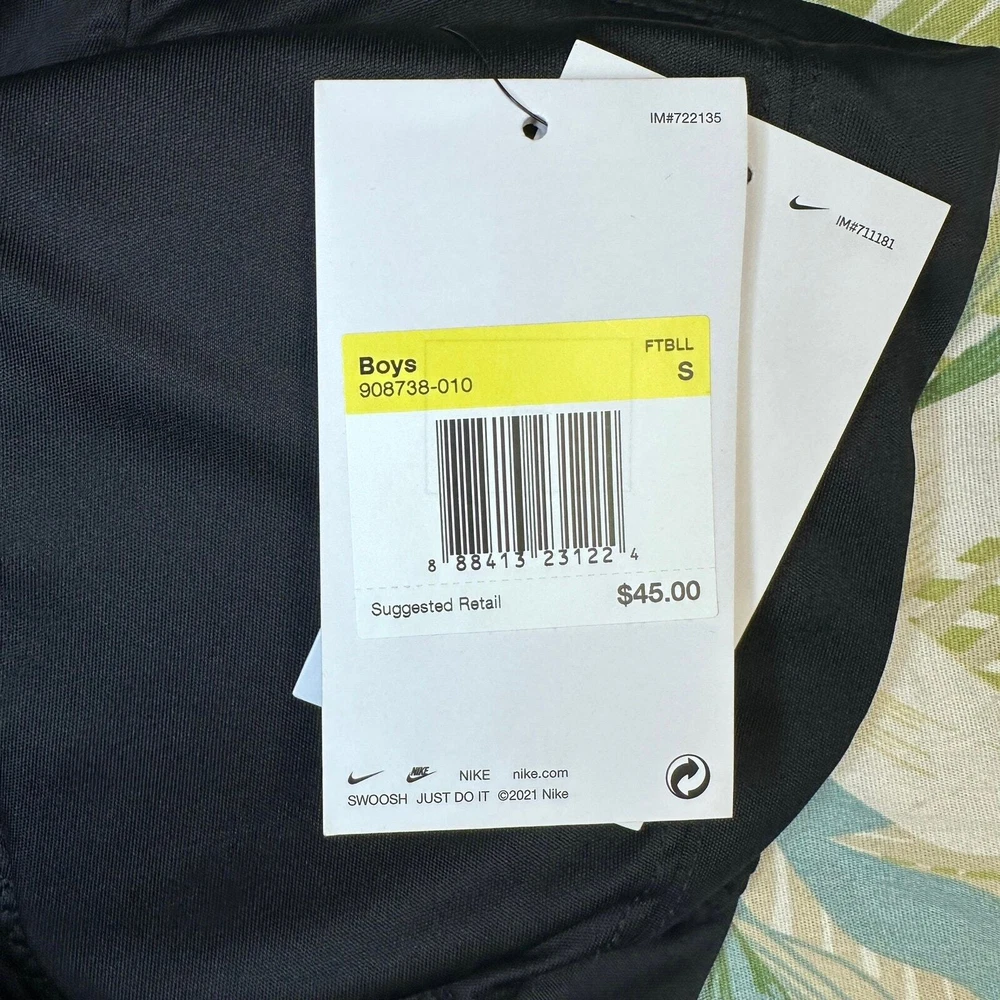 IM#722135
IM#711181
Boys
FTBLL
908738-010
S
8 88413 23122 4
Suggested Retail $45.00
NIKE NIKE nike.com
SWOOSH JUST DO IT ©2021 Nike